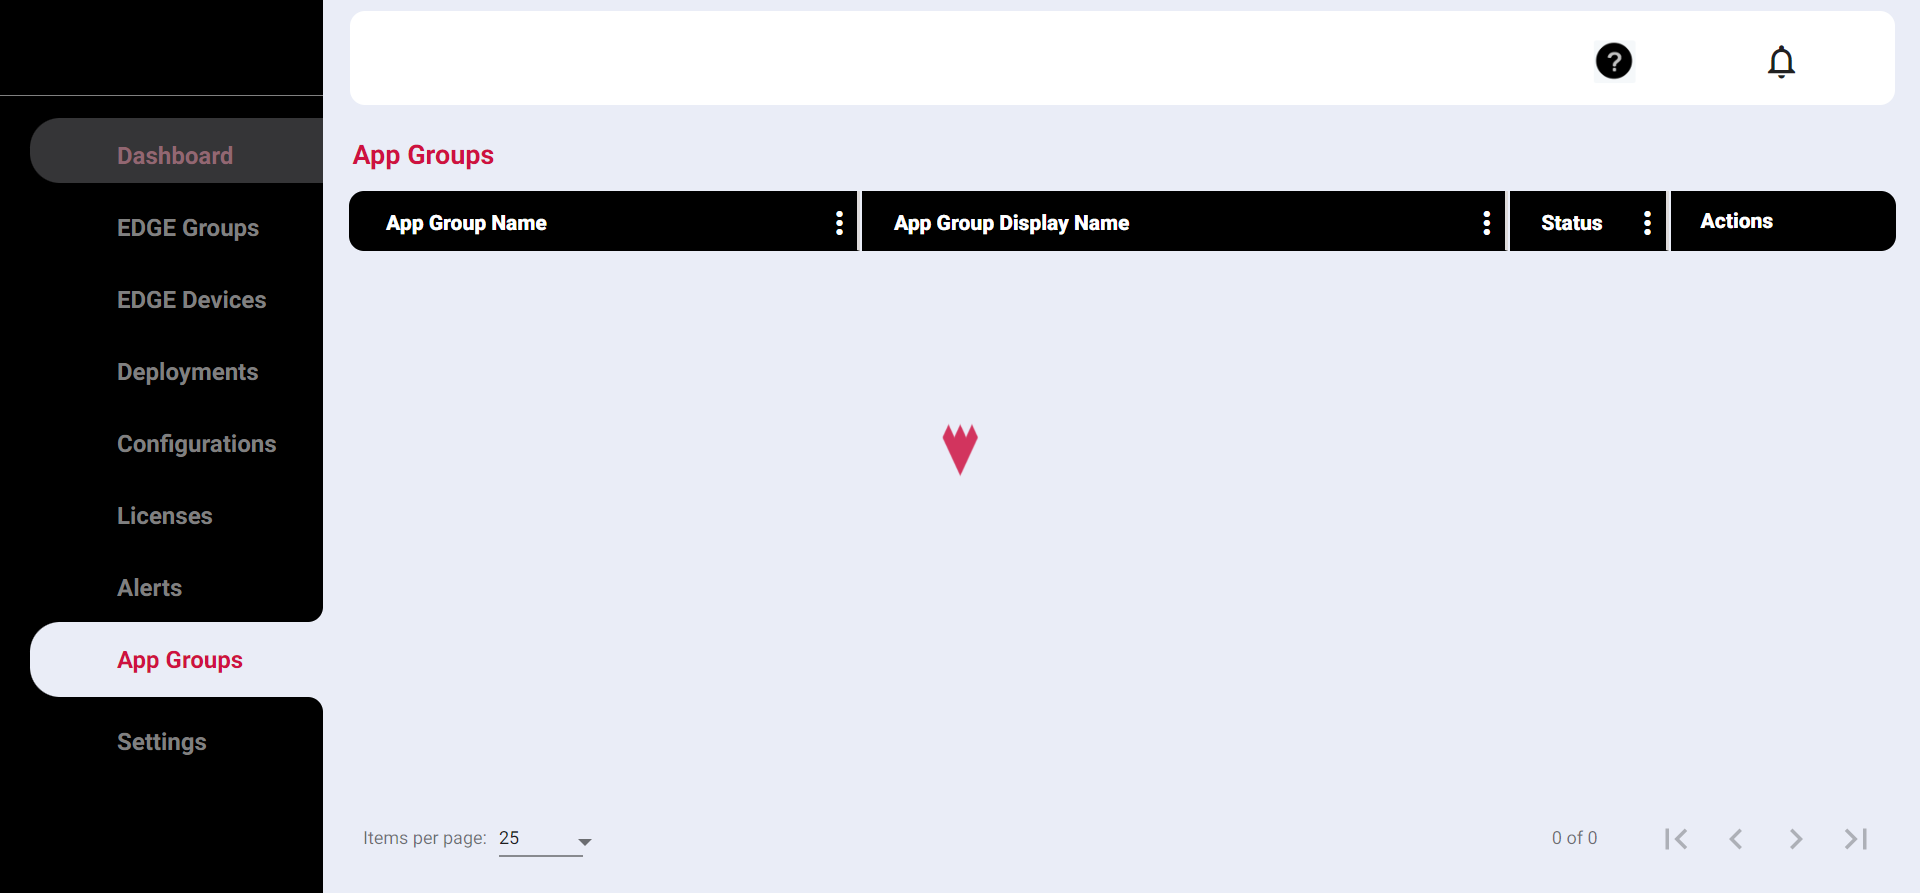 Dashboard
EDGE Groups
EDGE Devices
Deployments
Configurations
Licenses
Alerts
App Groups
Settings
?
App Groups
App Group Name
App Group Display Name
Status
Actions
Items per page: 25
0 of 0